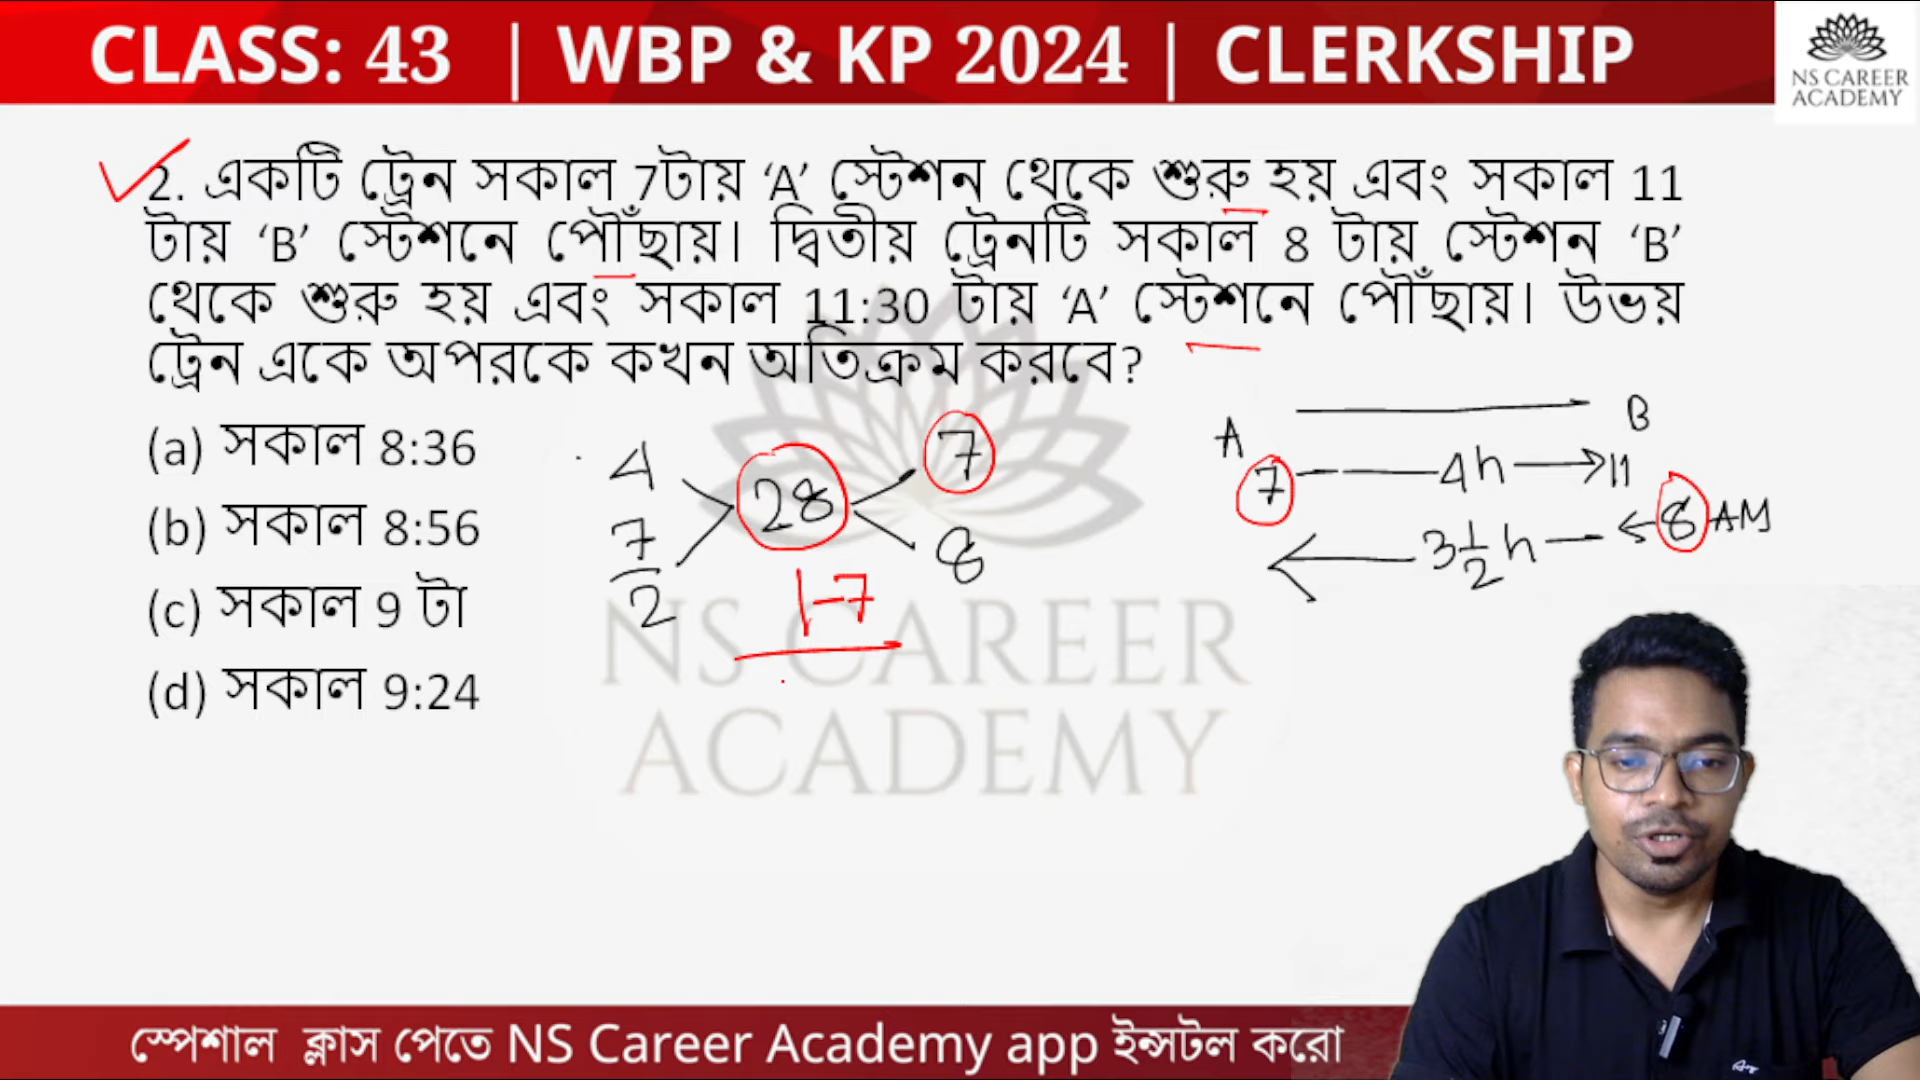 CLASS: 43 | WBP & KP 2024 | CLERKSHIP
NS CAREER
ACADEMY
2. একটি ট্রেন সকাল 7টায় ‘A’ স্টেশন থেকে শুরু হয় এবং সকাল 11
টায় ‘B’ স্টেশনে পৌঁছায়। দ্বিতীয় ট্রেনটি সকাল 8 টায় স্টেশন ‘B’
থেকে শুরু হয় এবং সকাল 11:30 টায় ‘A’ স্টেশনে পৌঁছায়। উভয়
ট্রেন একে অপরকে কখন অতিক্রম করবে?
(a) সকাল 8:36
(b) সকাল 8:56
(c) সকাল 9 টা
(d) সকাল 9:24
4 28 7
7/2 8
1-7
A B
7 4h 11
3 1/2 h 8 AM
NS CAREER
ACADEMY
স্পেশাল ক্লাস পেতে NS Career Academy app ইন্সটল করো